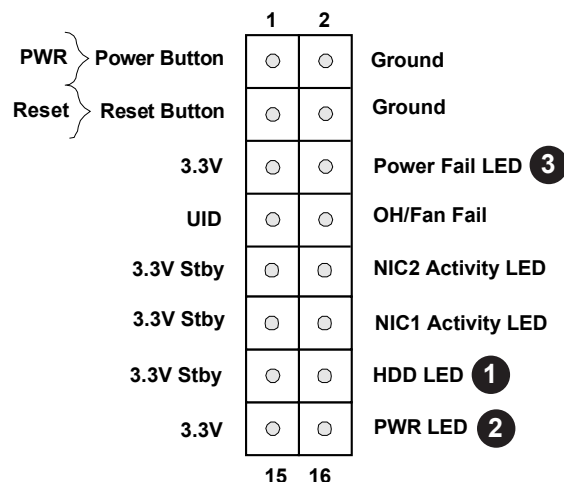 1 2
PWR Power Button Ground
Reset Reset Button Ground
3.3V Power Fail LED 3
UID OH/Fan Fail
3.3V Stby NIC2 Activity LED
3.3V Stby NIC1 Activity LED
3.3V Stby HDD LED 1
3.3V PWR LED 2
15 16